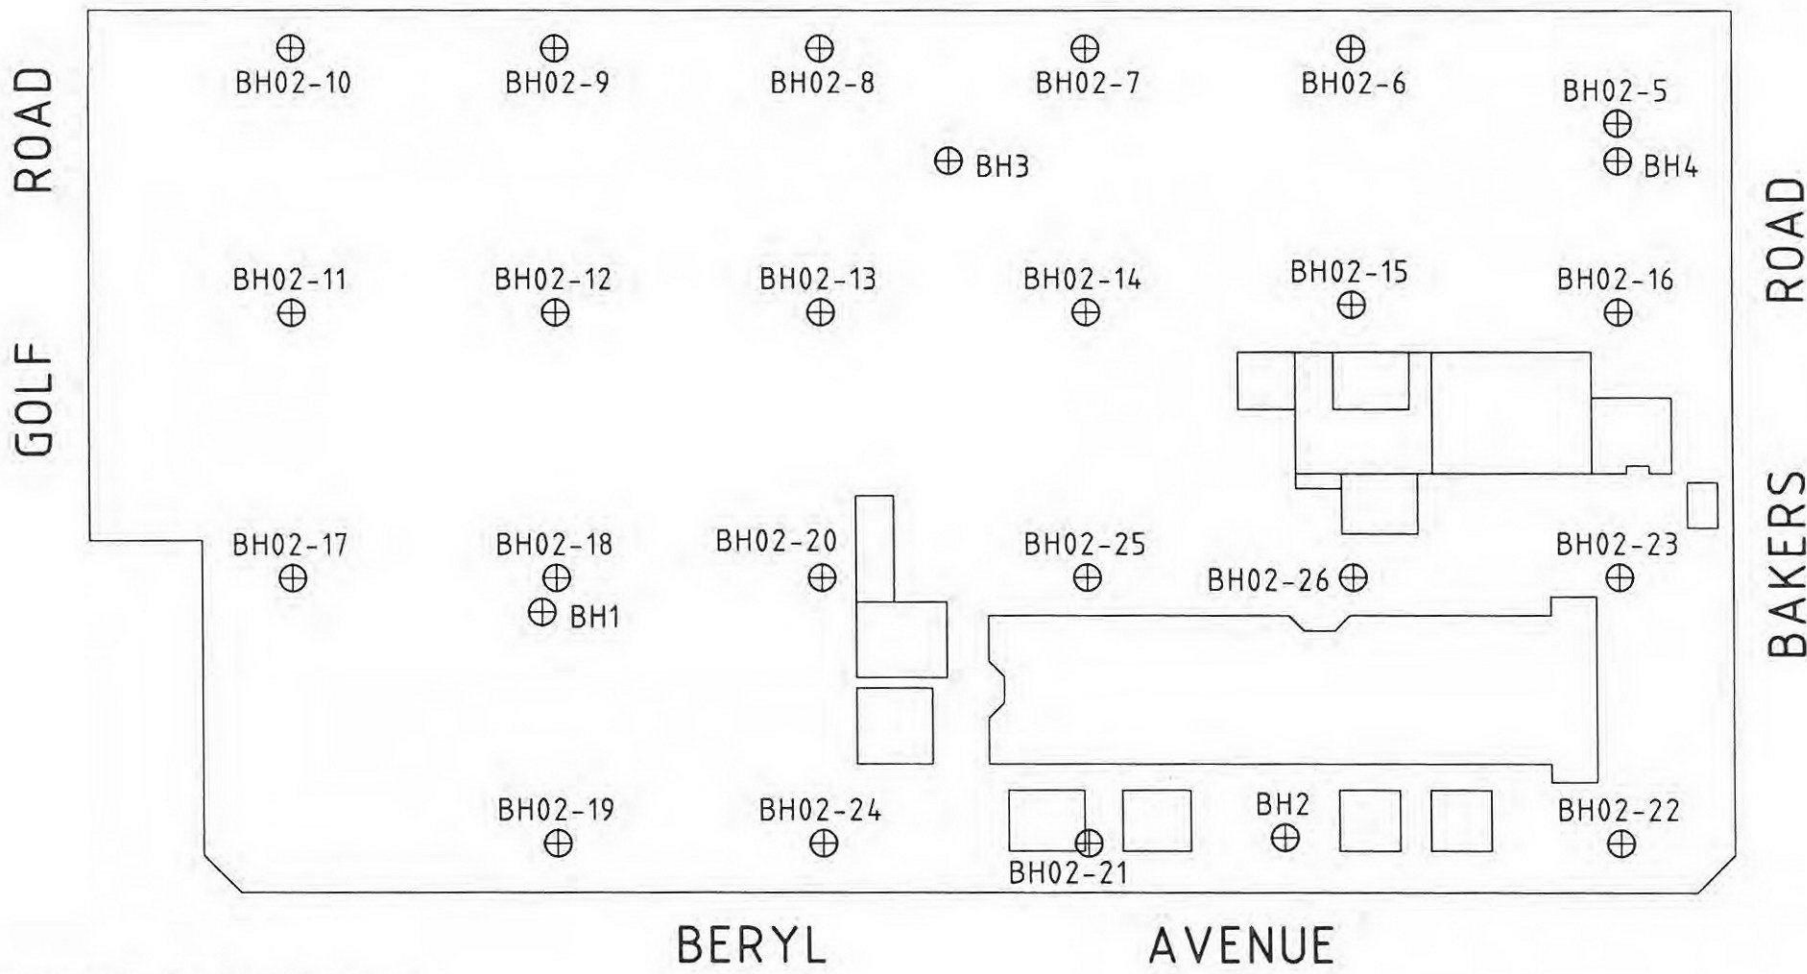 BH02-10
BH02-9
BH02-8
BH02-7
BH02-6
BH02-5
BH3
BH4
GOLF ROAD
BAKERS ROAD
BH02-11
BH02-12
BH02-13
BH02-14
BH02-15
BH02-16
BH02-17
BH02-18
BH02-20
BH02-25
BH02-26
BH02-23
BH1
BH02-19
BH02-24
BH02-21
BH2
BH02-22
BERYL AVENUE